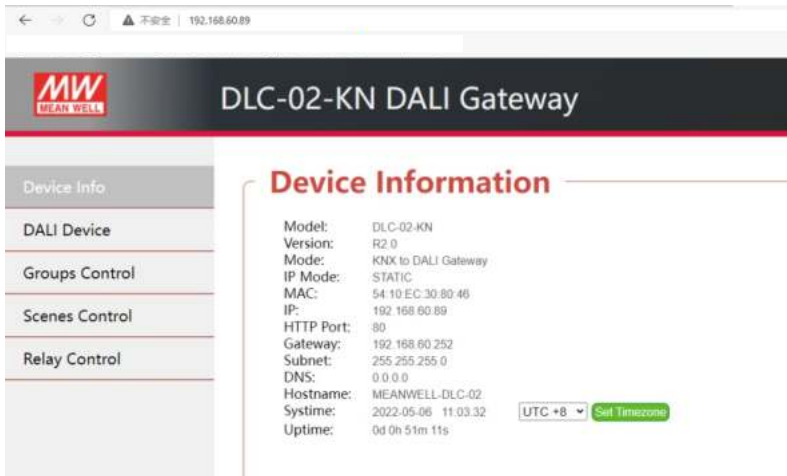 不安全 | 192.168.60.89
MW
MEAN WELL
DLC-02-KN DALI Gateway
Device Info
DALI Device
Groups Control
Scenes Control
Relay Control
Device Information
Model: DLC-02-KN
Version: R2.0
Mode: KNX to DALI Gateway
IP Mode: STATIC
MAC: 54:10:EC:30:80:46
IP: 192.168.60.89
HTTP Port: 80
Gateway: 192.168.60.252
Subnet: 255.255.255.0
DNS: 0.0.0.0
Hostname: MEANWELL-DLC-02
Systime: 2022-05-06 11:03:32 UTC +8 Set Timezone
Uptime: 0d 0h 51m 11s